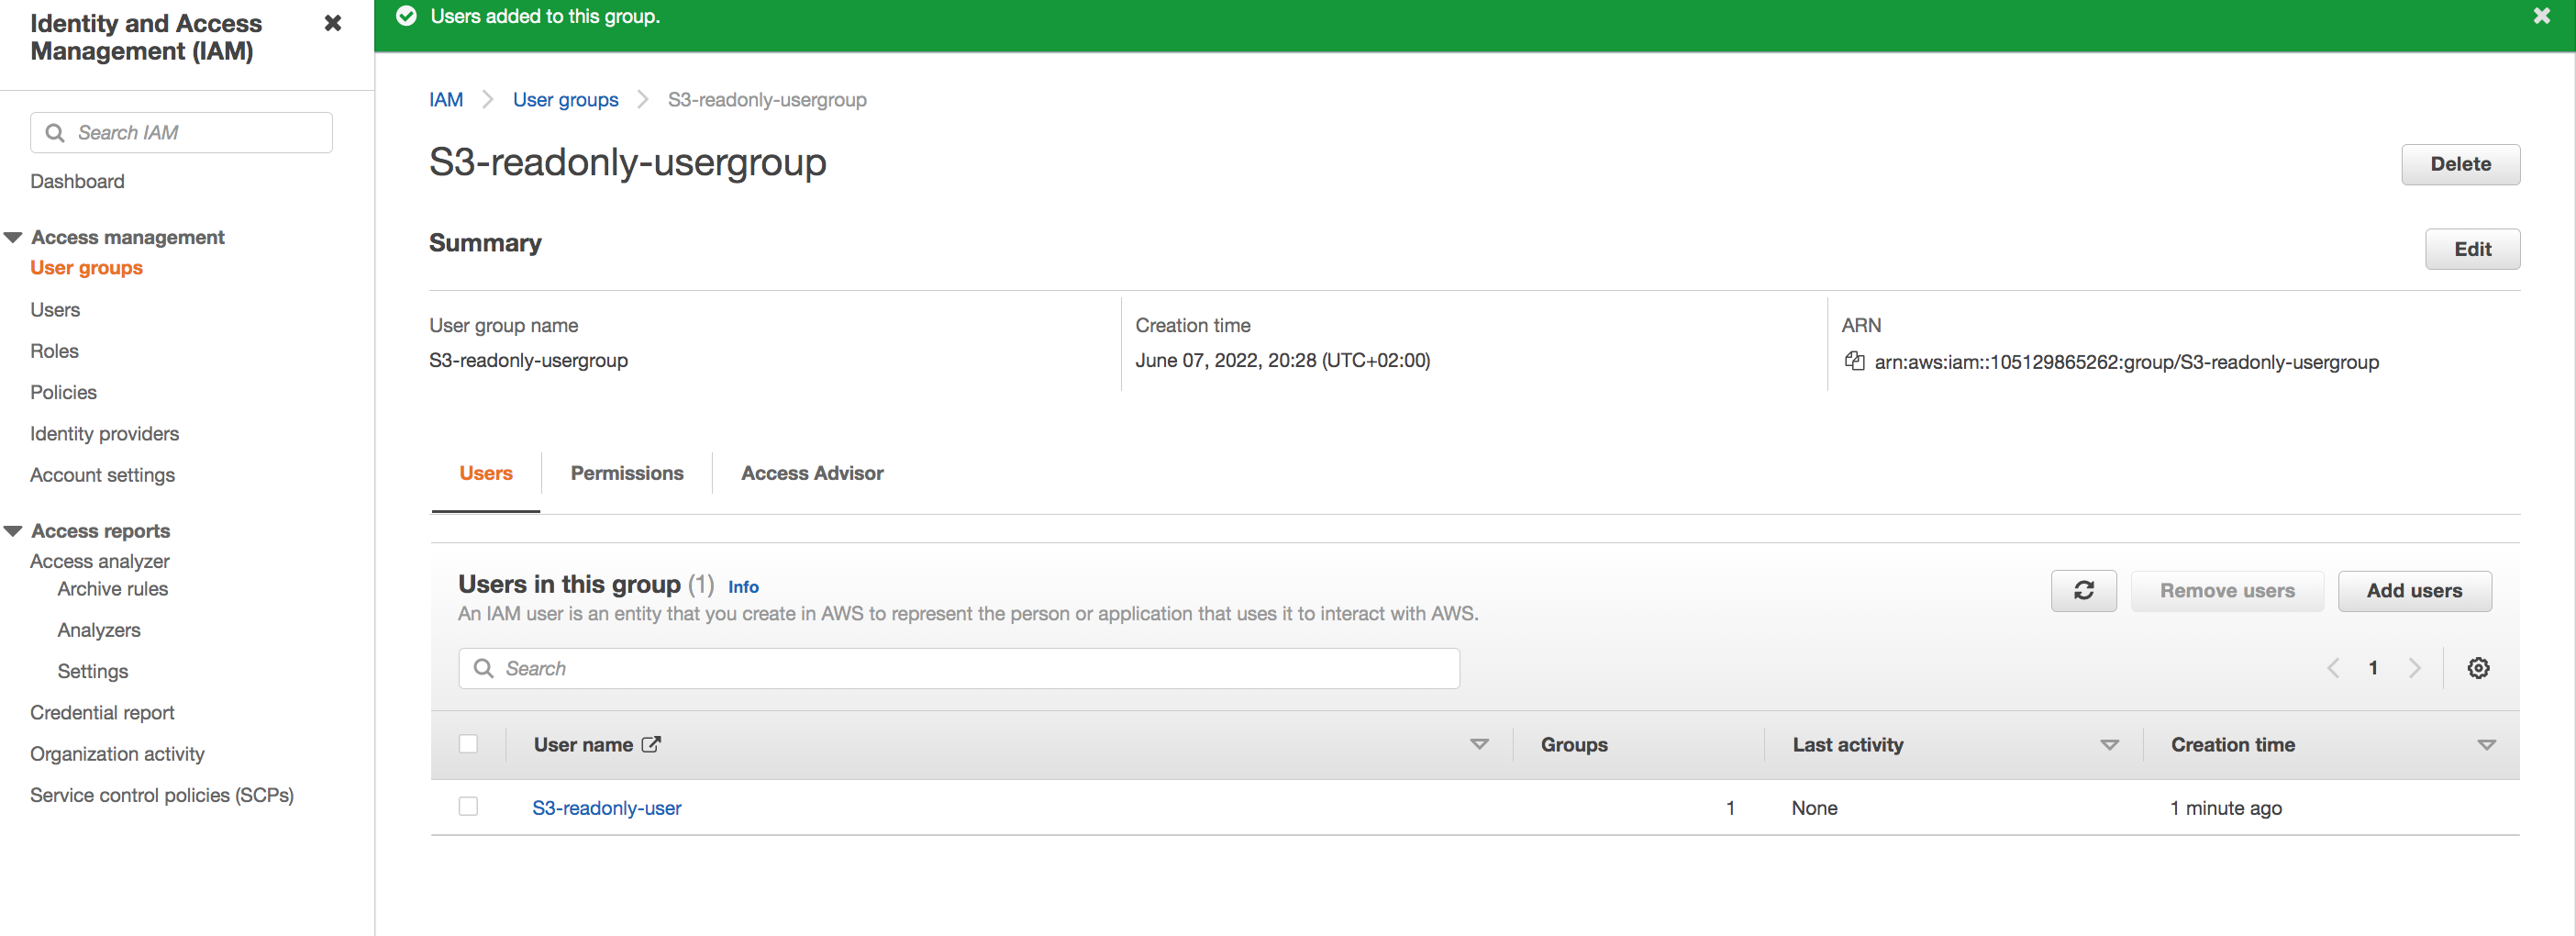 Identity and Access
Management (IAM)
Search IAM
Dashboard
Access management
User groups
Users
Roles
Policies
Identity providers
Account settings
Access reports
Access analyzer
Archive rules
Analyzers
Settings
Credential report
Organization activity
Service control policies (SCPs)
Users added to this group.
IAM > User groups > S3-readonly-usergroup
S3-readonly-usergroup
Delete
Summary
Edit
User group name
S3-readonly-usergroup
Creation time
June 07, 2022, 20:28 (UTC+02:00)
ARN
arn:aws:iam::105129865262:group/S3-readonly-usergroup
Users Permissions Access Advisor
Users in this group (1) Info
An IAM user is an entity that you create in AWS to represent the person or application that uses it to interact with AWS.
Remove users Add users
Search
1
User name Groups Last activity Creation time
S3-readonly-user 1 None 1 minute ago